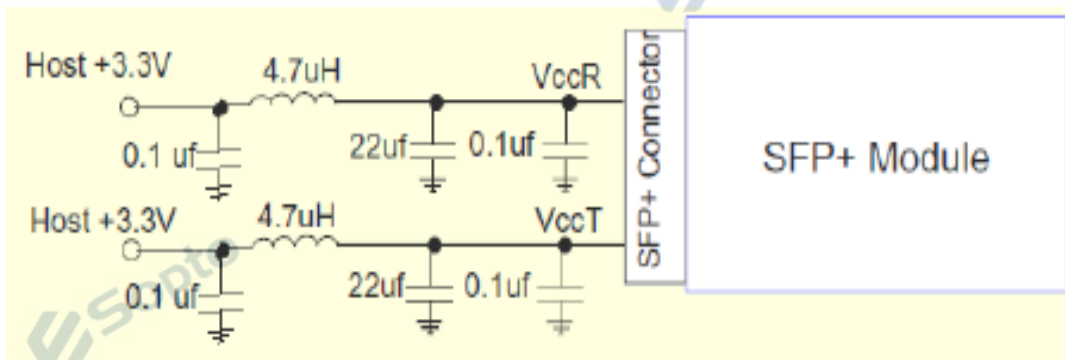 Host +3.3V
4.7uH
VccR
0.1 uf
22uf
0.1uf
Host +3.3V
4.7uH
VccT
0.1 uf
22uf
0.1uf
SFP+ Connector
SFP+ Module
Sopto